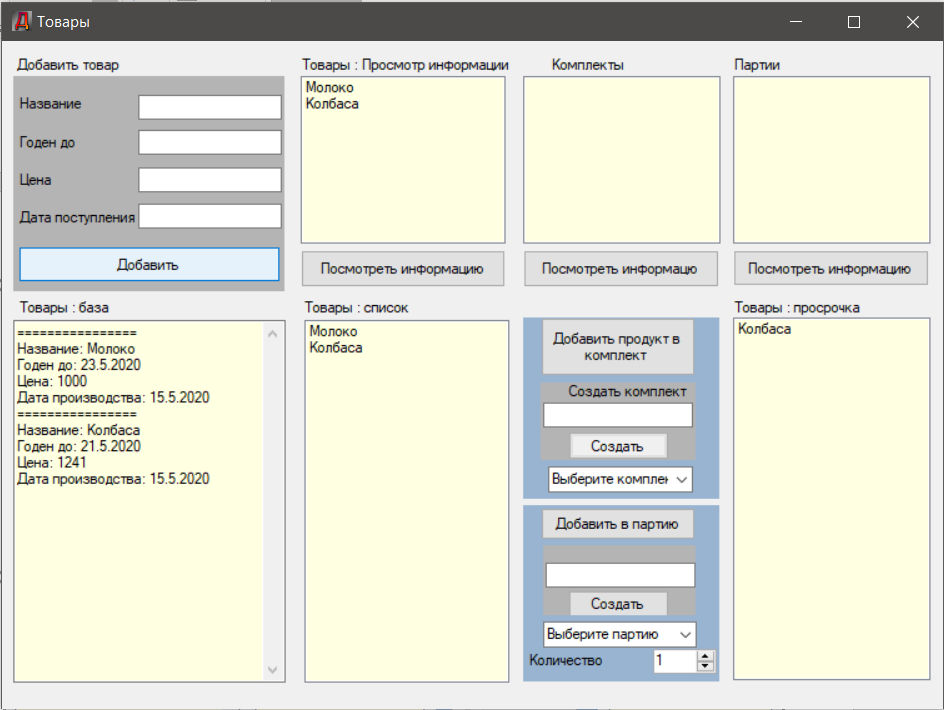 Д Товары
Добавить товар
Название
Годен до
Цена
Дата поступления
Добавить
Товары : Просмотр информации
Молоко
Колбаса
Посмотреть информацию
Комплекты
Посмотреть информацю
Партии
Посмотреть информацию
Товары : база
================
Название: Молоко
Годен до: 23.5.2020
Цена: 1000
Дата производства: 15.5.2020
================
Название: Колбаса
Годен до: 21.5.2020
Цена: 1241
Дата производства: 15.5.2020
Товары : список
Молоко
Колбаса
Добавить продукт в
комплект
Создать комплект
Создать
Выберите комплек
Добавить в партию
Создать
Выберите партию
Количество 1
Товары : просрочка
Колбаса